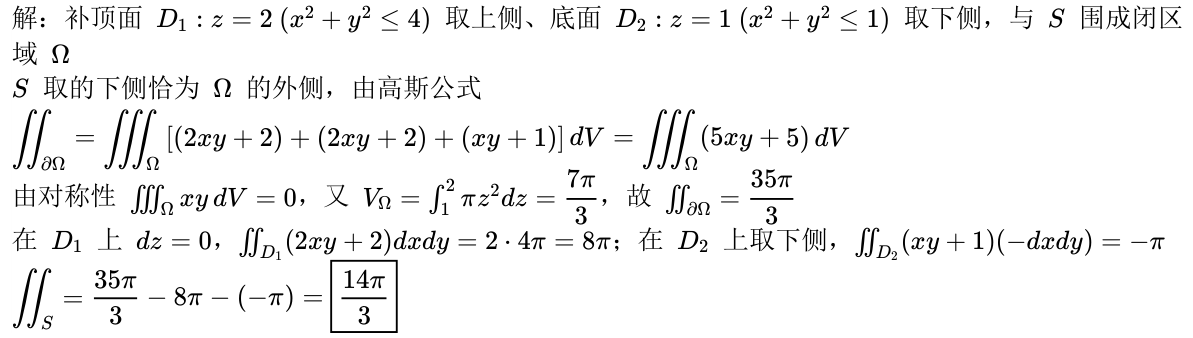 解：补顶面 D₁ : z = 2 (x² + y² ≤ 4) 取上侧、底面 D₂ : z = 1 (x² + y² ≤ 1) 取下侧，与 S 围成闭区
域 Ω
S 取的下侧恰为 Ω 的外侧，由高斯公式
∬_∂Ω = ∭_Ω [(2xy + 2) + (2xy + 2) + (xy + 1)] dV = ∭_Ω (5xy + 5) dV
由对称性 ∭_Ω xy dV = 0，又 V_Ω = ∫₁² πz²dz = 7π/3，故 ∬_∂Ω = 35π/3
在 D₁ 上 dz = 0，∬_D₁ (2xy + 2)dxdy = 2 · 4π = 8π；在 D₂ 上取下侧，∬_D₂ (xy + 1)(−dxdy) = −π
∬_S = 35π/3 − 8π − (−π) = 14π/3